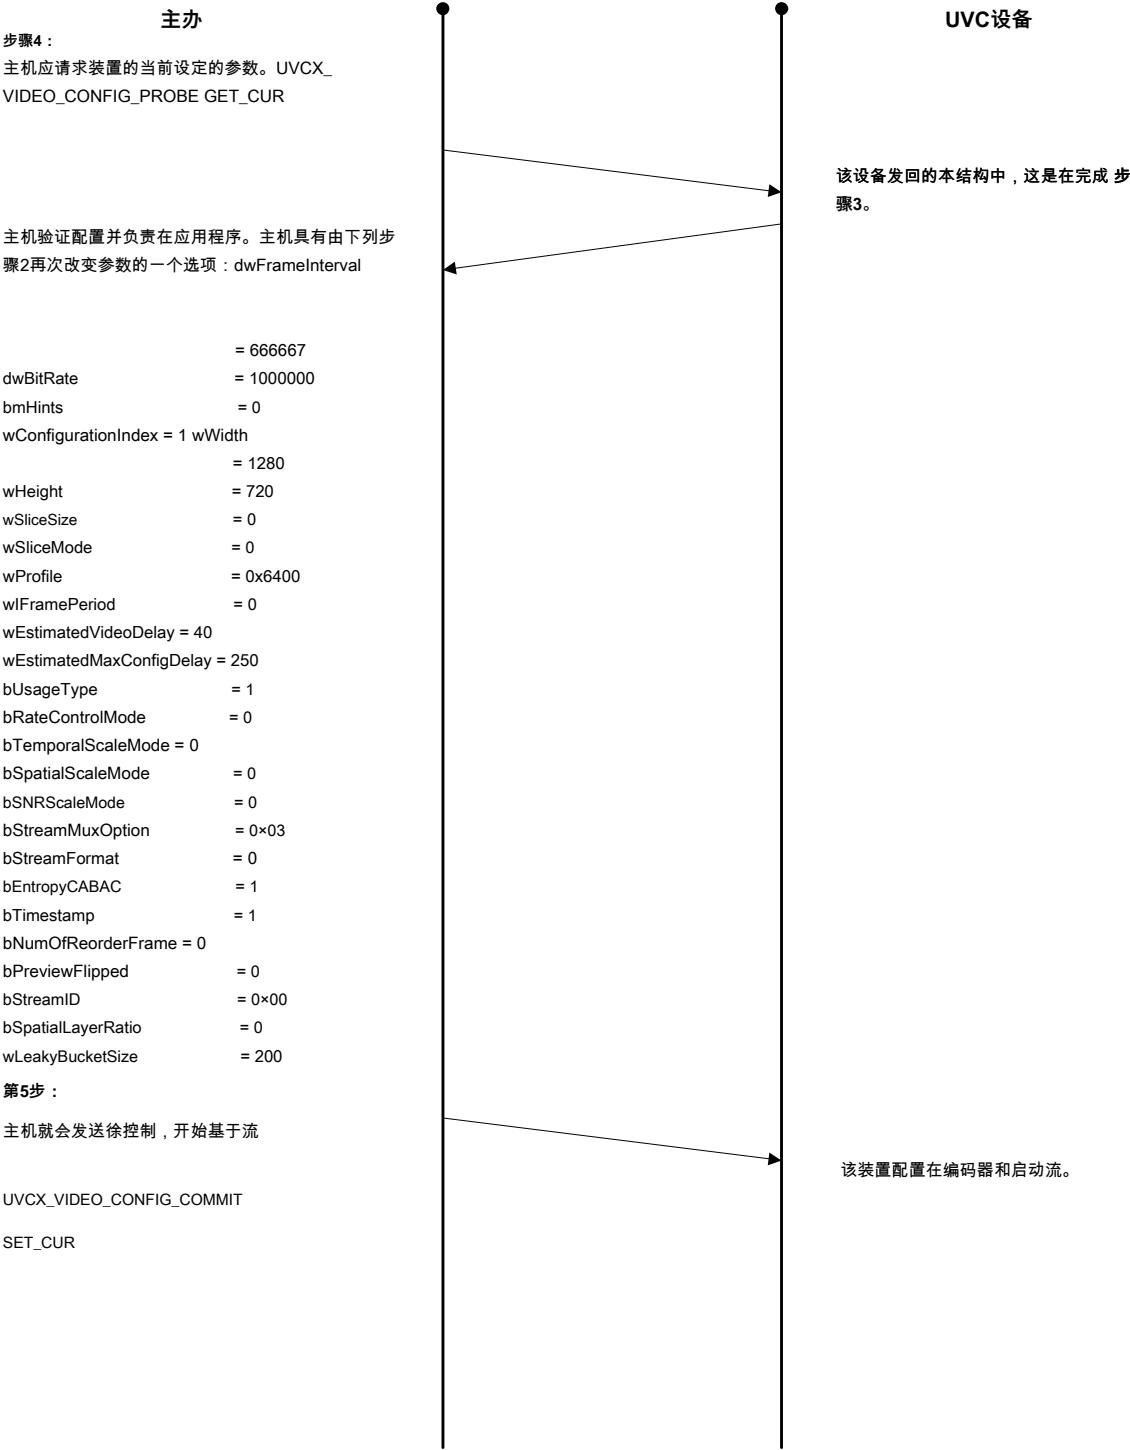 主办
UVC设备
步骤4：
主机应请求装置的当前设定的参数。UVCX_
VIDEO_CONFIG_PROBE GET_CUR
该设备发回的本结构中，这是在完成 步
骤3。
主机验证配置并负责在应用程序。主机具有由下列步
骤2再次改变参数的一个选项：dwFrameInterval
= 666667
dwBitRate = 1000000
bmHints = 0
wConfigurationIndex = 1 wWidth
= 1280
wHeight = 720
wSliceSize = 0
wSliceMode = 0
wProfile = 0x6400
wIFramePeriod = 0
wEstimatedVideoDelay = 40
wEstimatedMaxConfigDelay = 250
bUsageType = 1
bRateControlMode = 0
bTemporalScaleMode = 0
bSpatialScaleMode = 0
bSNRScaleMode = 0
bStreamMuxOption = 0×03
bStreamFormat = 0
bEntropyCABAC = 1
bTimestamp = 1
bNumOfReorderFrame = 0
bPreviewFlipped = 0
bStreamID = 0×00
bSpatialLayerRatio = 0
wLeakyBucketSize = 200
第5步：
主机就会发送徐控制，开始基于流
该装置配置在编码器和启动流。
UVCX_VIDEO_CONFIG_COMMIT
SET_CUR